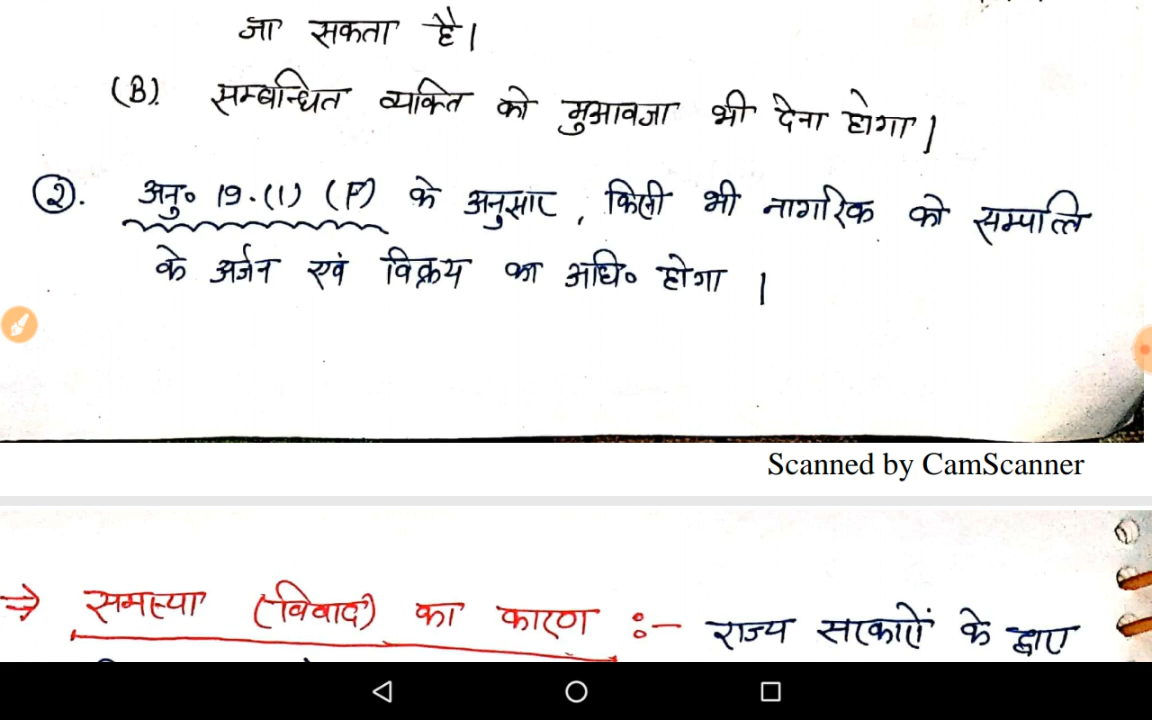 जा सकता है।
(B). सम्बन्धित व्यक्ति को मुआवजा भी देना होगा।
②. अनु० 19.(1) (F) के अनुसार, किसी भी नागरिक को सम्पत्ति
के अर्जन एवं विक्रय का अधि० होगा ।
Scanned by CamScanner
⇒ समस्या (विवाद) का कारण :- राज्य सरकारों के द्वारा